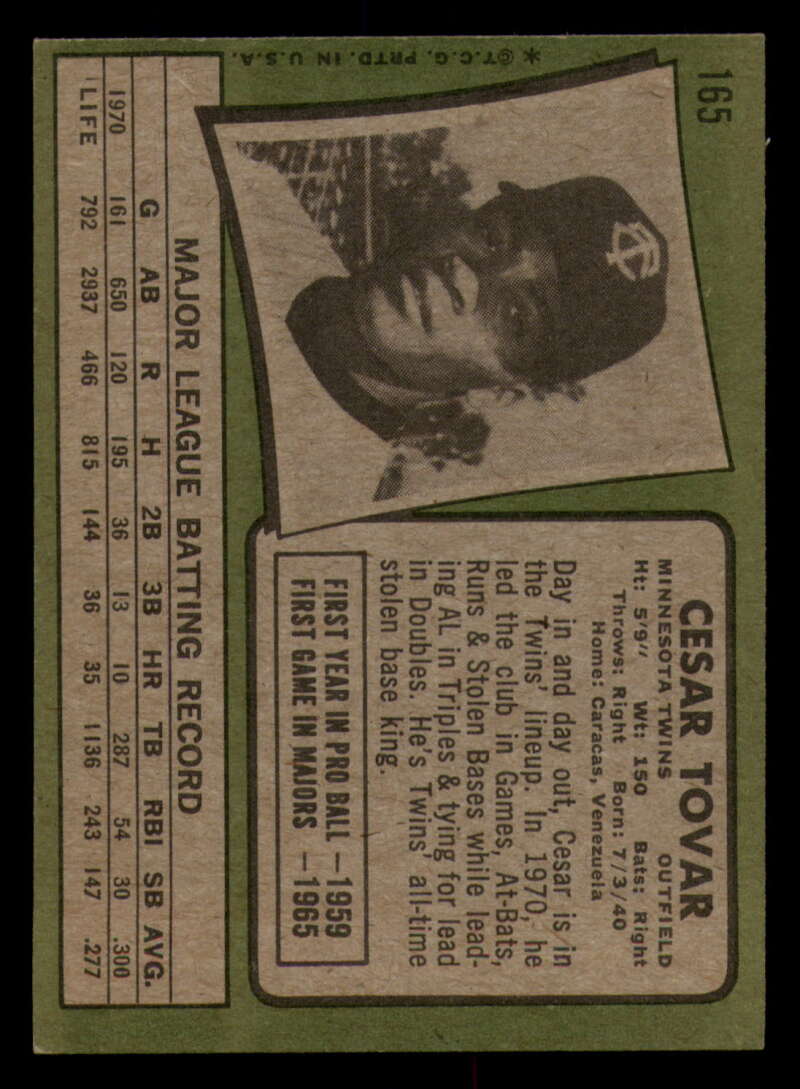 165
CESAR TOVAR
MINNESOTA TWINS OUTFIELD
Ht: 5'9" Wt: 150 Bats: Right
Throws: Right Born: 7/3/40
Home: Caracas, Venezuela
Day in and day out, Cesar is in
the Twins' lineup. In 1970, he
led the club in Games, At-Bats,
Runs & Stolen Bases while lead-
ing AL in Triples & tying for lead
in Doubles. He's Twins' all-time
stolen base king.
FIRST YEAR IN PRO BALL —1959
FIRST GAME IN MAJORS —1965
TC
MAJOR LEAGUE BATTING RECORD
G AB R H 2B 3B HR TB RBI SB AVG.
1970 161 650 120 195 36 13 10 287 54 30 .300
LIFE 792 2937 466 815 144 36 35 1136 243 147 .277
*©T.C.G. PRTD. IN U.S.A.